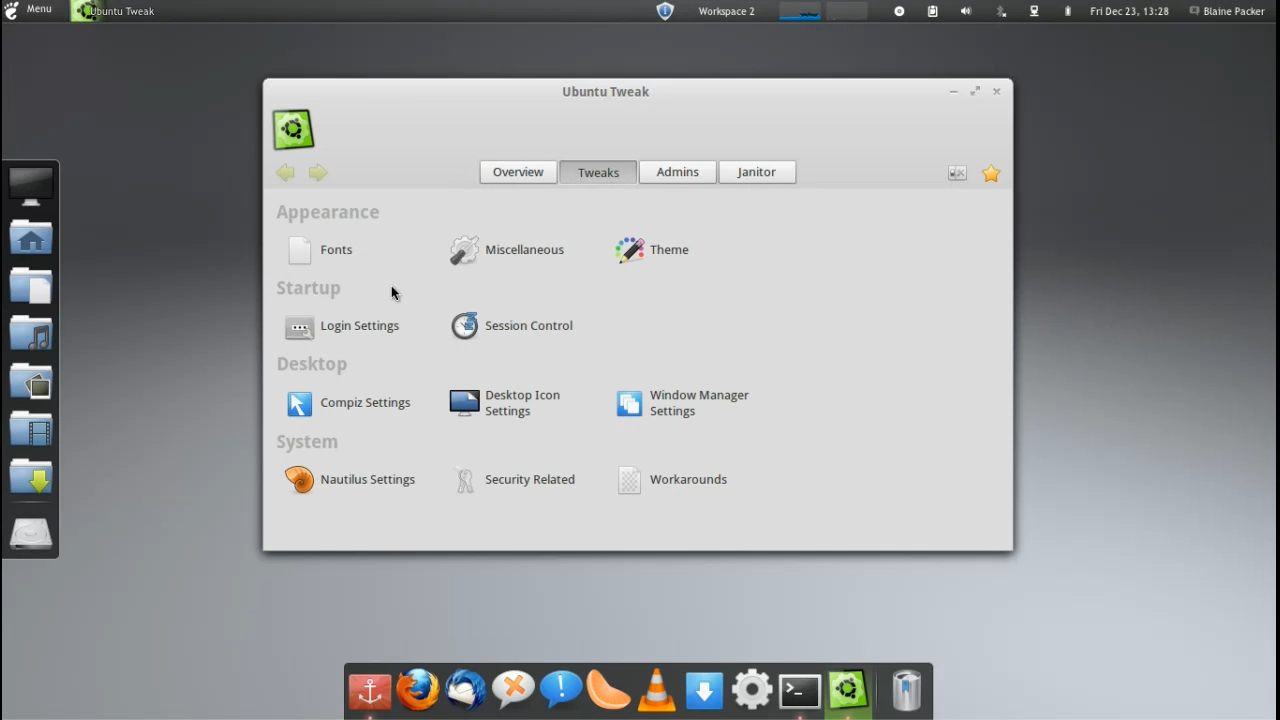 Menu
Ubuntu Tweak
Workspace 2
Fri Dec 23, 13:28
Blaine Packer
Ubuntu Tweak
Overview
Tweaks
Admins
Janitor
Appearance
Fonts
Miscellaneous
Theme
Startup
Login Settings
Session Control
Desktop
Compiz Settings
Desktop Icon
Settings
Window Manager
Settings
System
Nautilus Settings
Security Related
Workarounds